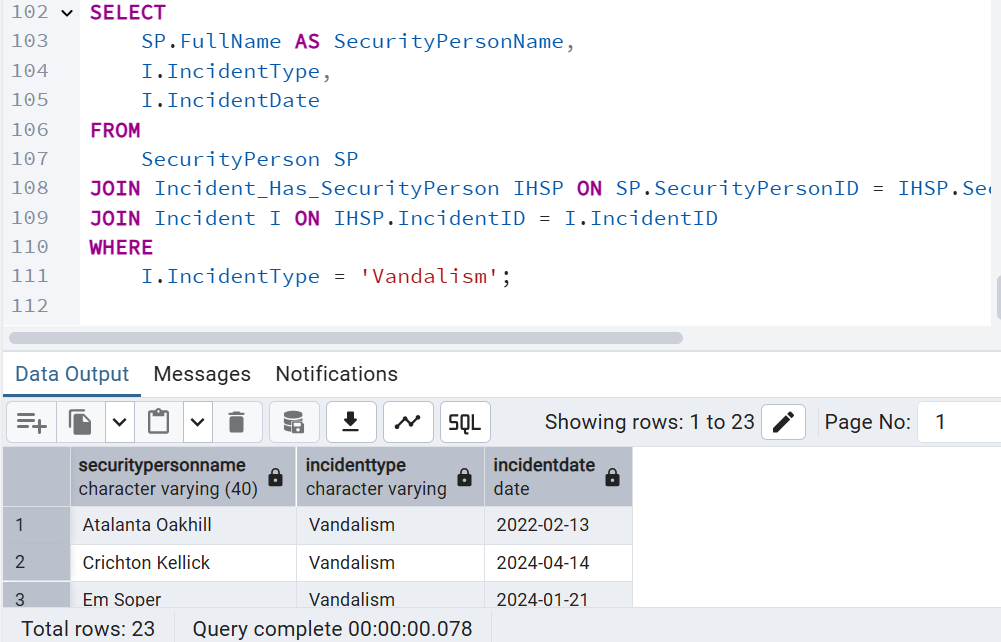 102 SELECT
103 SP.FullName AS SecurityPersonName,
104 I.IncidentType,
105 I.IncidentDate
106 FROM
107 SecurityPerson SP
108 JOIN Incident_Has_SecurityPerson IHSP ON SP.SecurityPersonID = IHSP.Sec
109 JOIN Incident I ON IHSP.IncidentID = I.IncidentID
110 WHERE
111 I.IncidentType = 'Vandalism';
112
Data Output Messages Notifications
SQL Showing rows: 1 to 23 Page No: 1
securitypersonname incidenttype incidentdate
character varying (40) character varying date
1 Atalanta Oakhill Vandalism 2022-02-13
2 Crichton Kellick Vandalism 2024-04-14
3 Em Soper Vandalism 2024-01-21
Total rows: 23 Query complete 00:00:00.078